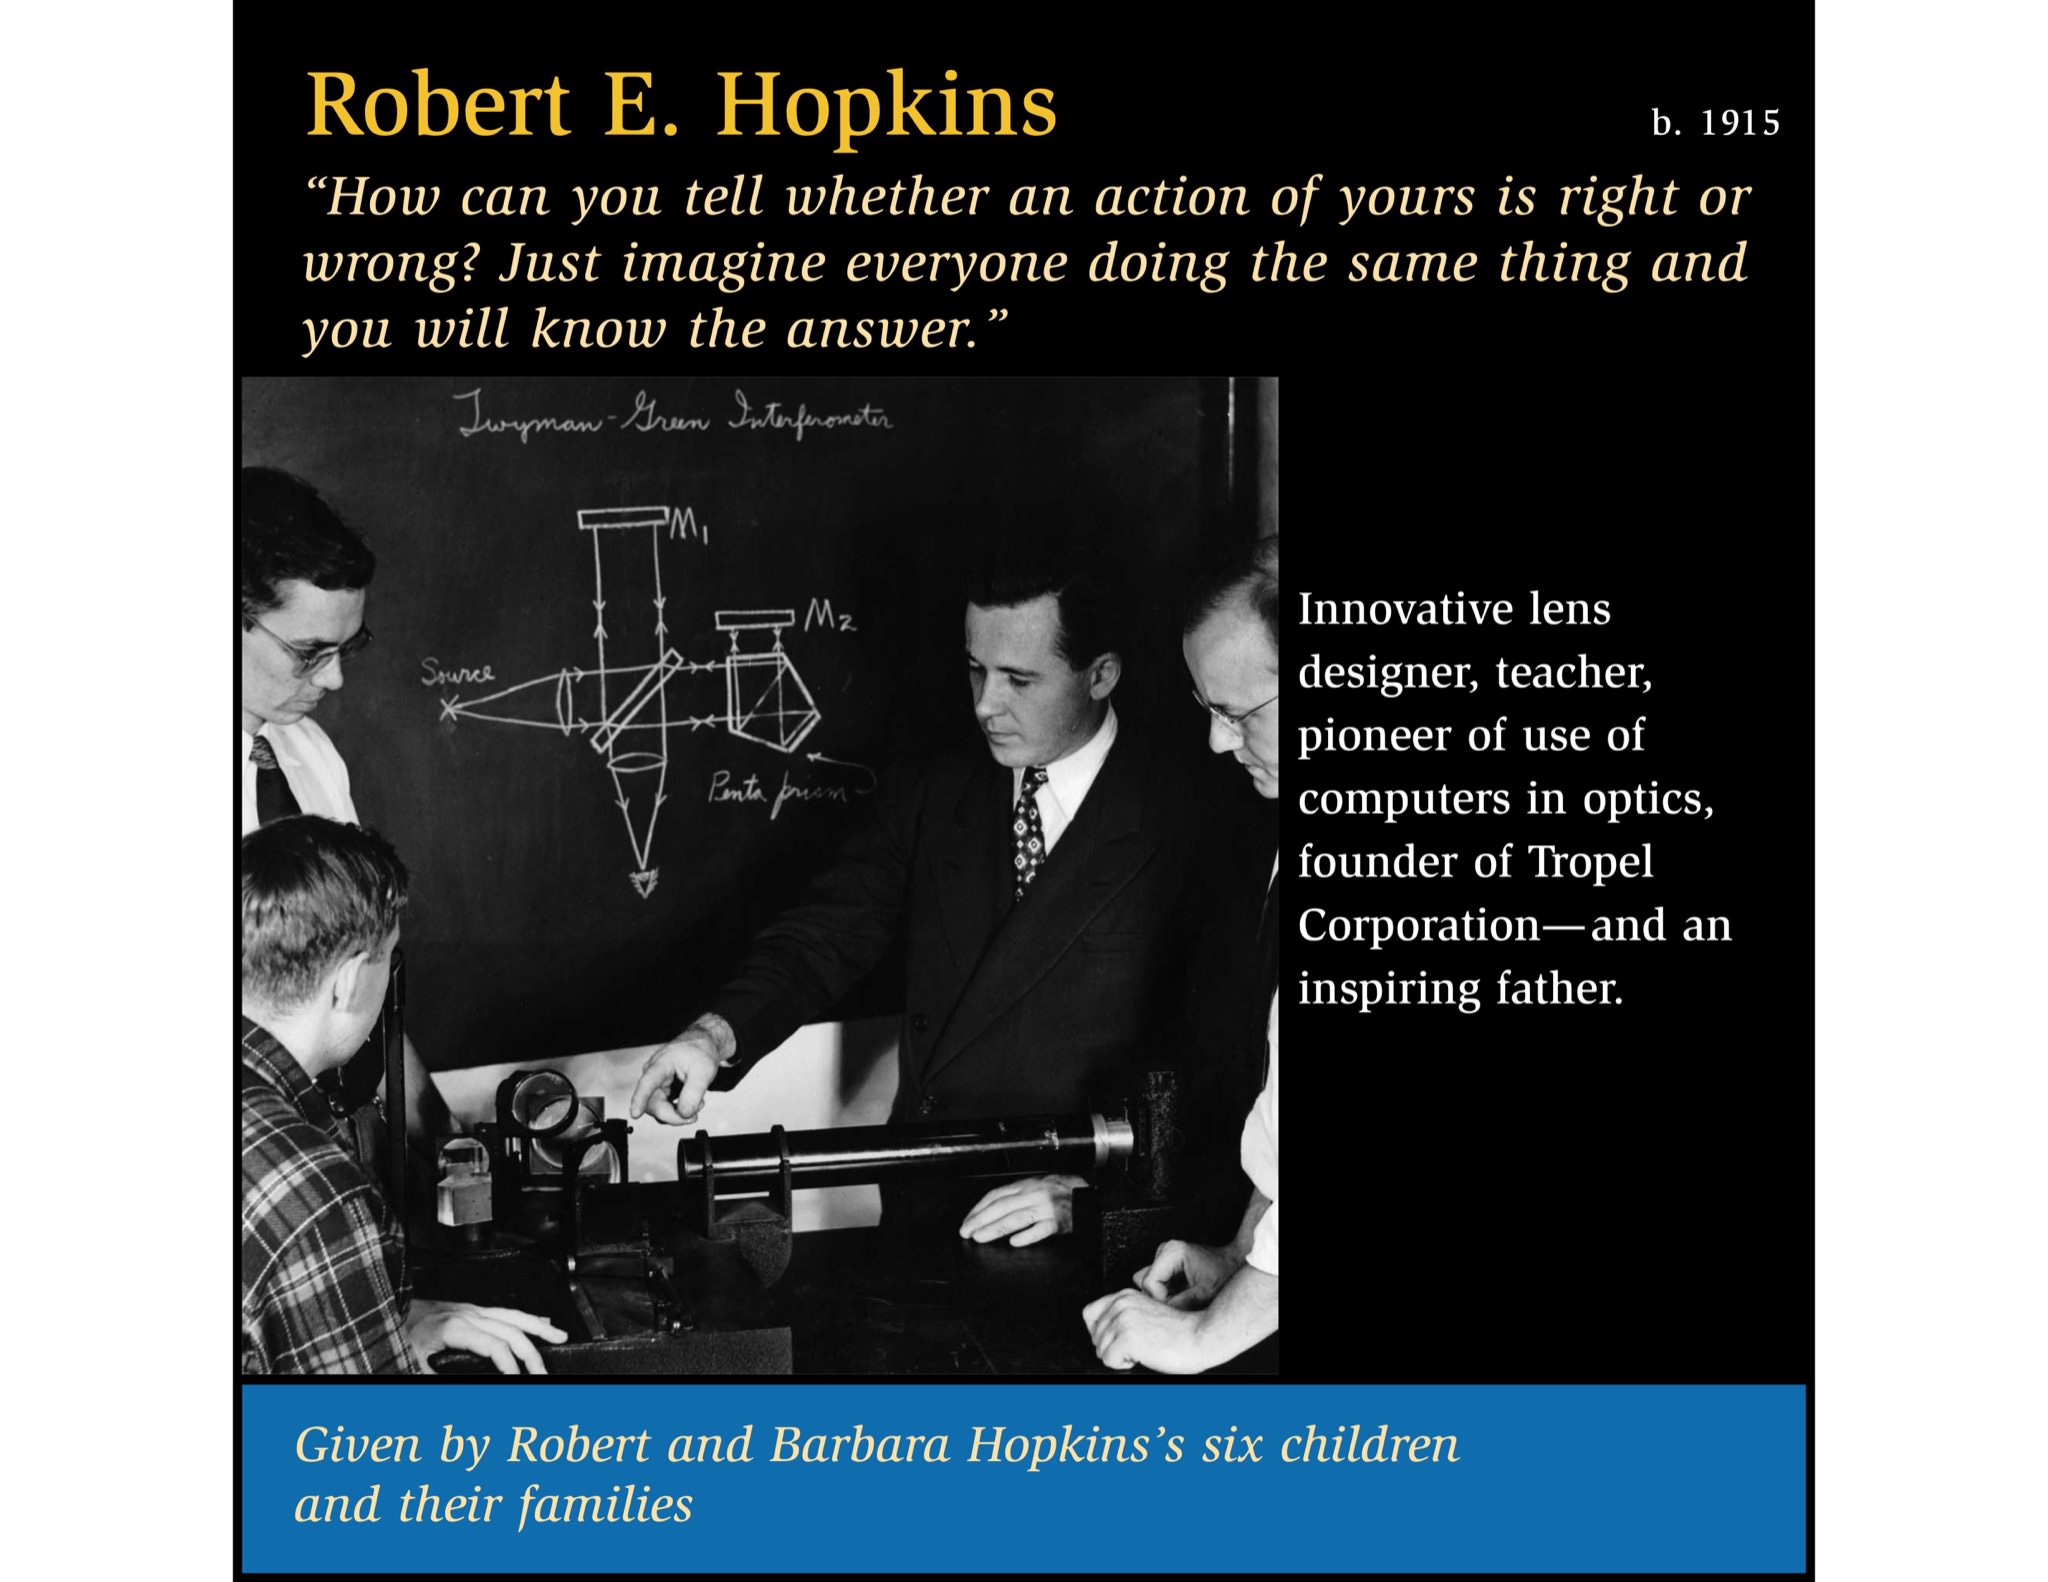 Robert E. Hopkins
b. 1915
“How can you tell whether an action of yours is right or
wrong? Just imagine everyone doing the same thing and
you will know the answer.”
Twyman-Green Interferometer
M1
M2
Source
Penta prism
Innovative lens
designer, teacher,
pioneer of use of
computers in optics,
founder of Tropel
Corporation—and an
inspiring father.
Given by Robert and Barbara Hopkins’s six children
and their families